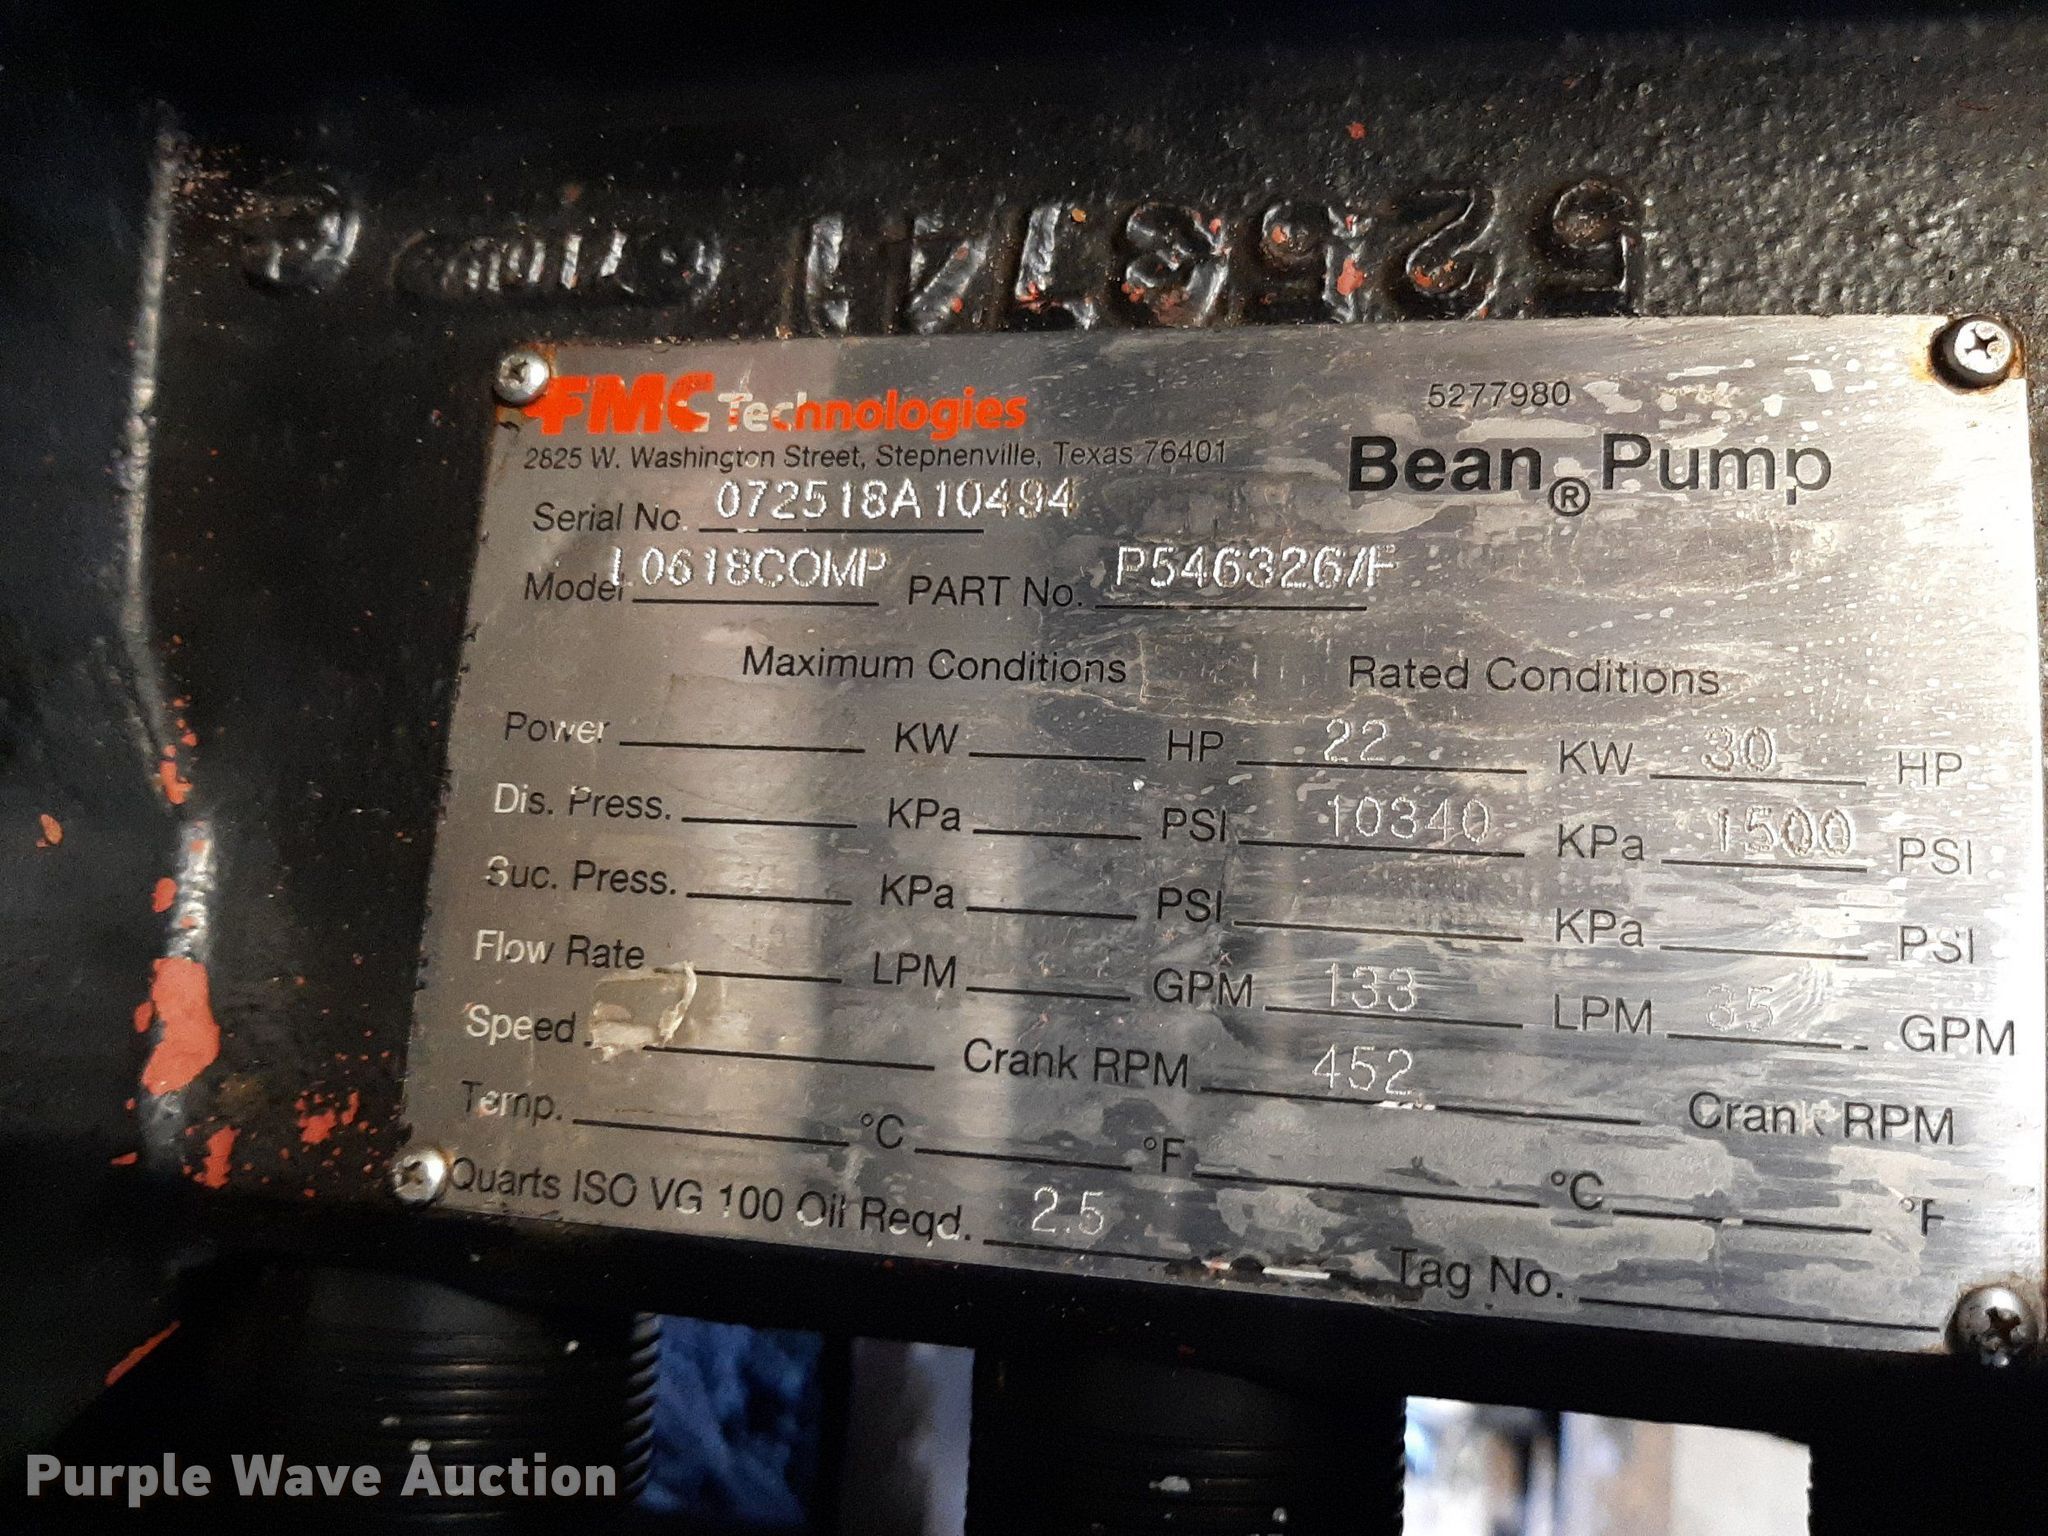 5258741
FMC Technologies
5277980
2825 W. Washington Street, Stephenville, Texas 76401
Bean® Pump
Serial No. 072518A10494
Model L0618COMP PART No. P546326/F
Maximum Conditions Rated Conditions
Power KW HP 22 KW 30 HP
Dis. Press. KPa PSI 10340 KPa 1500 PSI
Suc. Press. KPa PSI KPa PSI
Flow Rate LPM GPM 133 LPM 35 GPM
Speed Crank RPM 452 Crank RPM
Temp. °C °F °C °F
Quarts ISO VG 100 Oil Reqd. 2.5
Tag No.
Purple Wave Auction